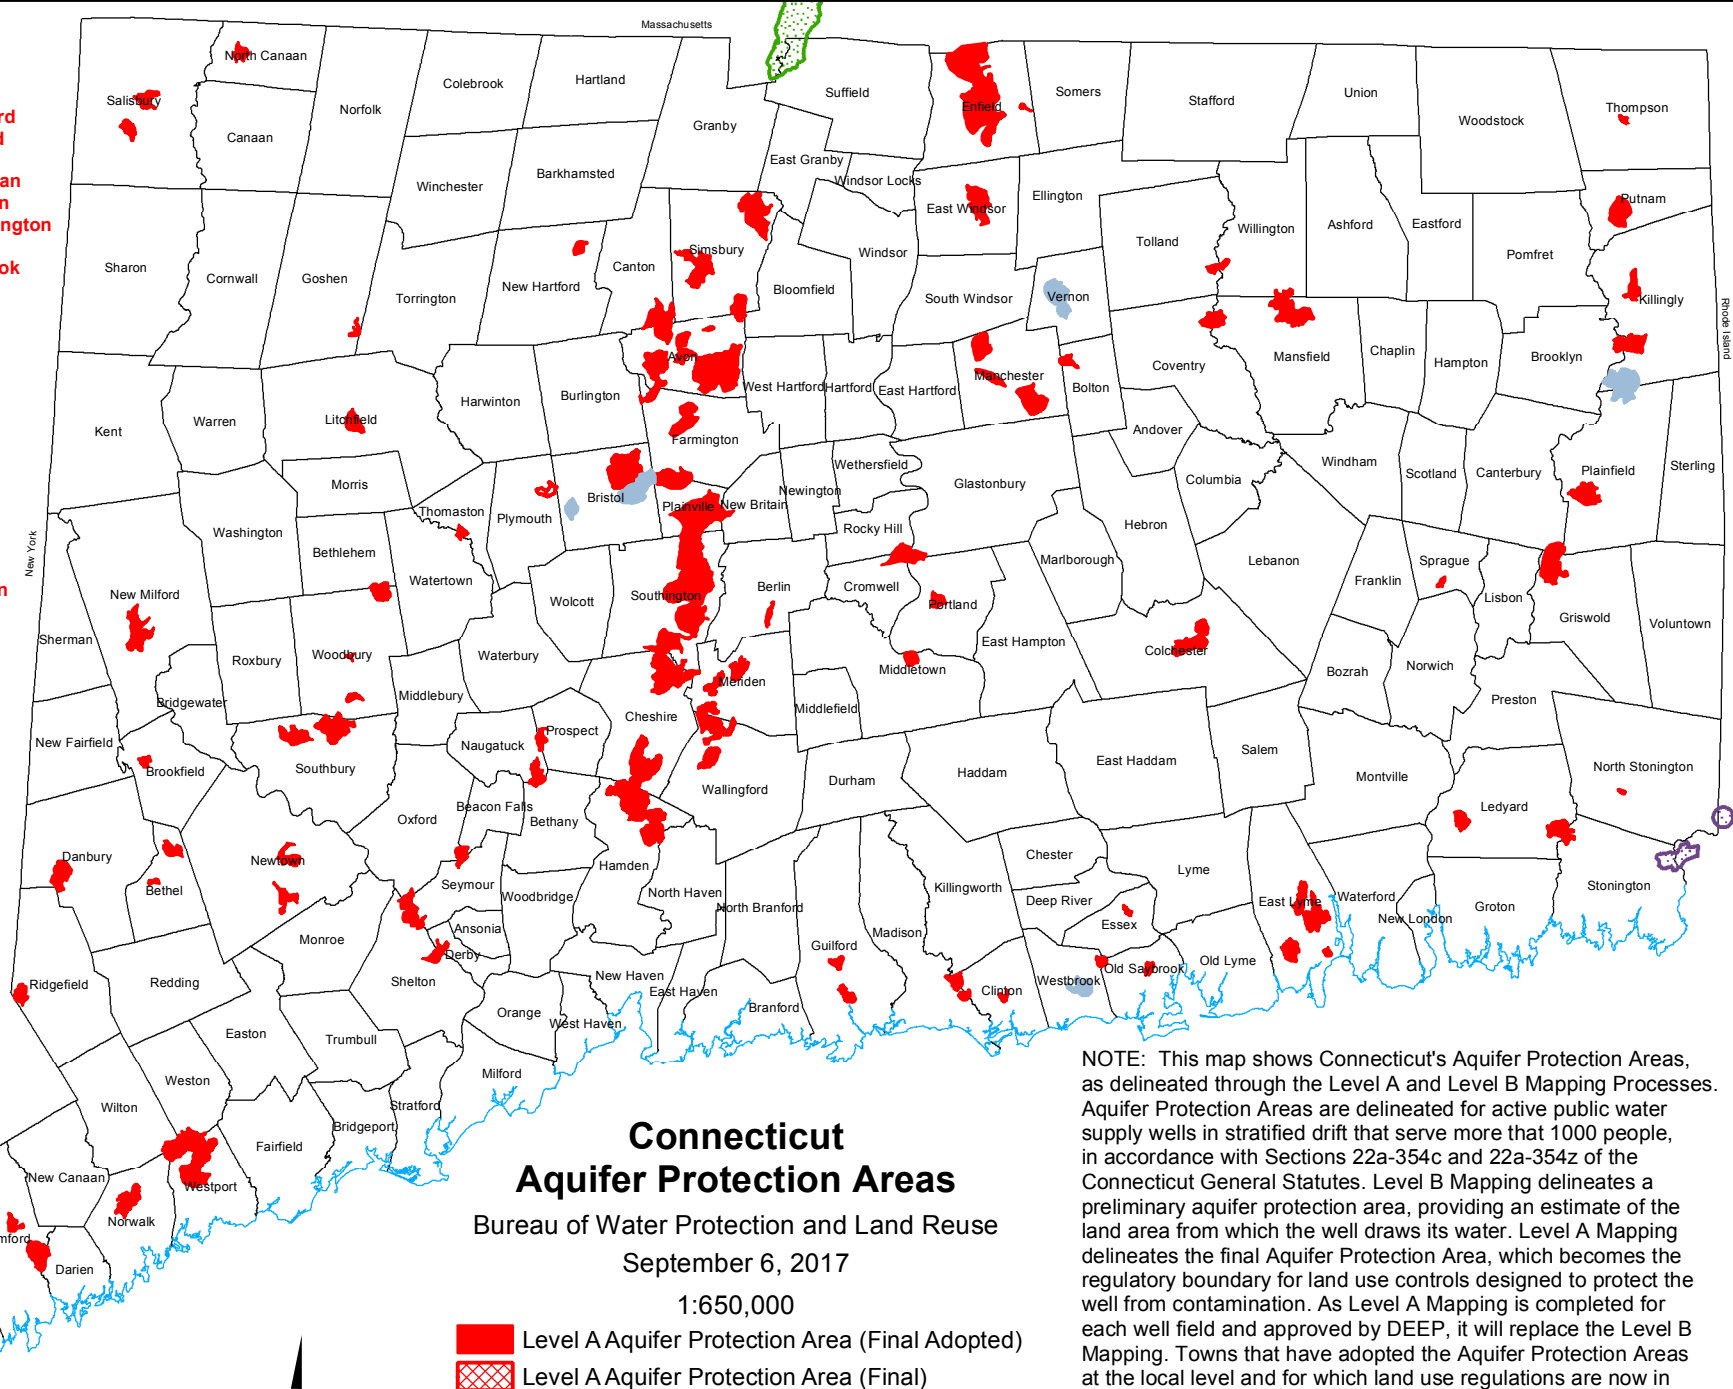 Massachusetts
North Canaan
Colebrook
Hartland
Suffield
Enfield
Somers
Stafford
Union
Woodstock
Thompson
Salisbury
Norfolk
Canaan
Granby
rd
d
East Granby
Windsor Locks
Winchester
Barkhamsted
an
n
ngton
East Windsor
Ellington
Putnam
Sharon
Cornwall
Goshen
Torrington
New Hartford
Canton
Simsbury
Bloomfield
Windsor
South Windsor
Vernon
Tolland
Willington
Ashford
Eastford
Pomfret
Killingly
ok
Rhode Island
Kent
Warren
Litchfield
Harwinton
Burlington
Avon
West Hartford
Hartford
East Hartford
Manchester
Bolton
Coventry
Mansfield
Chaplin
Hampton
Brooklyn
Farmington
Andover
Morris
Wethersfield
Glastonbury
Columbia
Windham
Scotland
Canterbury
Plainfield
Sterling
Washington
Thomaston
Plymouth
Bristol
Plainville
New Britain
Newington
Rocky Hill
Hebron
New York
Bethlehem
Watertown
Wolcott
Southington
Berlin
Cromwell
Portland
Marlborough
Lebanon
Franklin
Sprague
Lisbon
Griswold
Voluntown
n
New Milford
Sherman
Roxbury
Woodbury
Waterbury
Meriden
Middletown
East Hampton
Colchester
Bozrah
Norwich
Preston
Bridgewater
Middlebury
Cheshire
Middlefield
New Fairfield
Brookfield
Southbury
Naugatuck
Prospect
Wallingford
Durham
Haddam
East Haddam
Salem
Montville
North Stonington
Ledyard
Oxford
Beacon Falls
Bethany
Danbury
Bethel
Newtown
Seymour
Woodbridge
Hamden
North Haven
North Branford
Killingworth
Chester
Deep River
Lyme
Essex
East Lyme
Waterford
New London
Groton
Stonington
Monroe
Ansonia
Derby
Guilford
Madison
Ridgefield
Redding
Shelton
New Haven
East Haven
Branford
Clinton
Westbrook
Old Saybrook
Old Lyme
Easton
Trumbull
Orange
West Haven
Weston
Milford
Wilton
Stratford
Bridgeport
Fairfield
New Canaan
Westport
Norwalk
mford
Darien
Connecticut
Aquifer Protection Areas
Bureau of Water Protection and Land Reuse
September 6, 2017
1:650,000
Level A Aquifer Protection Area (Final Adopted)
Level A Aquifer Protection Area (Final)
NOTE: This map shows Connecticut's Aquifer Protection Areas,
as delineated through the Level A and Level B Mapping Processes.
Aquifer Protection Areas are delineated for active public water
supply wells in stratified drift that serve more that 1000 people,
in accordance with Sections 22a-354c and 22a-354z of the
Connecticut General Statutes. Level B Mapping delineates a
preliminary aquifer protection area, providing an estimate of the
land area from which the well draws its water. Level A Mapping
delineates the final Aquifer Protection Area, which becomes the
regulatory boundary for land use controls designed to protect the
well from contamination. As Level A Mapping is completed for
each well field and approved by DEEP, it will replace the Level B
Mapping. Towns that have adopted the Aquifer Protection Areas
at the local level and for which land use regulations are now in